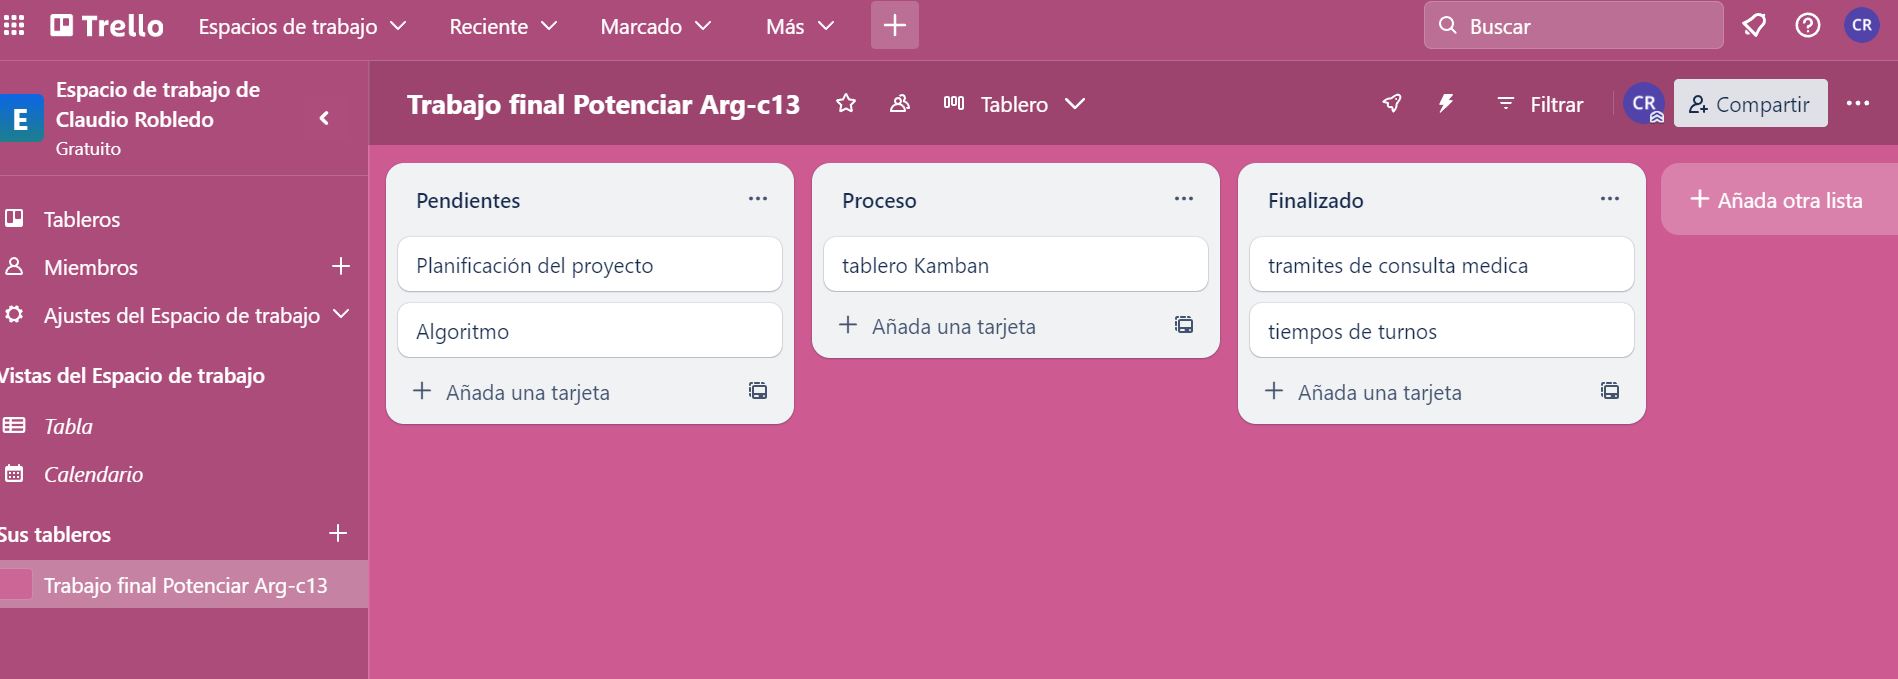 Trello
Espacios de trabajo
Reciente
Marcado
Más
Buscar
CR
E
Espacio de trabajo de
Claudio Robledo
Gratuito
Tableros
Miembros
Ajustes del Espacio de trabajo
Vistas del Espacio de trabajo
Tabla
Calendario
Sus tableros
Trabajo final Potenciar Arg-c13
Trabajo final Potenciar Arg-c13
Tablero
Filtrar
CR
Compartir
Pendientes
Planificación del proyecto
Algoritmo
Añada una tarjeta
Proceso
tablero Kamban
Añada una tarjeta
Finalizado
tramites de consulta medica
tiempos de turnos
Añada una tarjeta
Añada otra lista